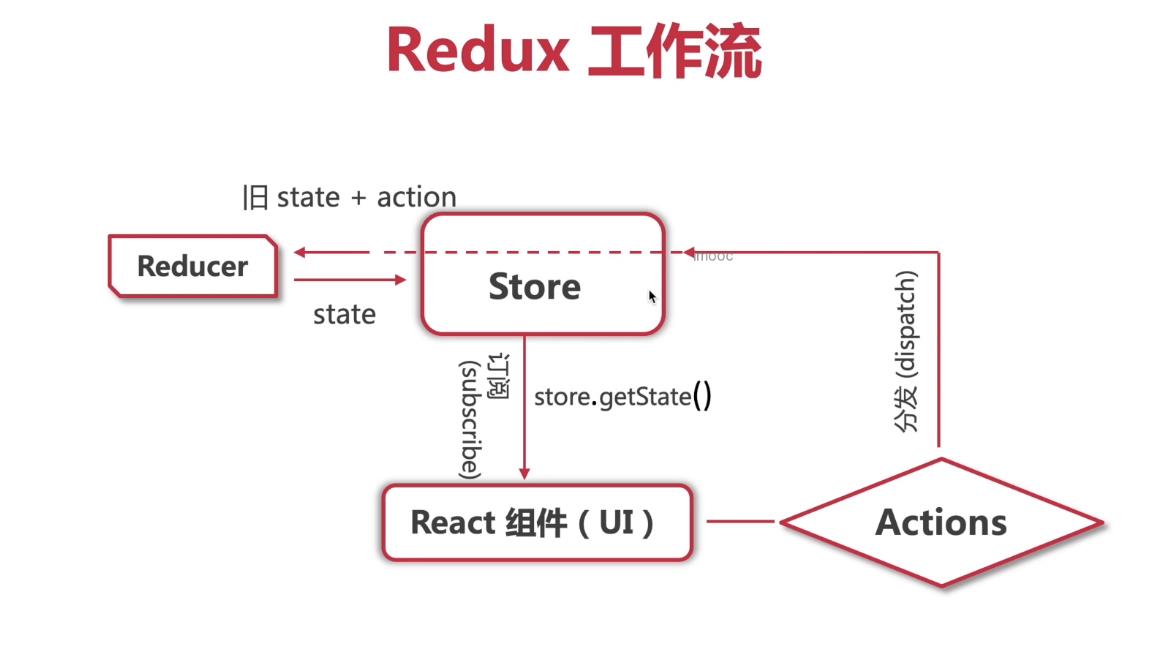 Redux 工作流
旧 state + action
Reducer
state
Store
imooc
订阅
(subscribe)
store.getState()
分发 (dispatch)
React 组件（UI）
Actions